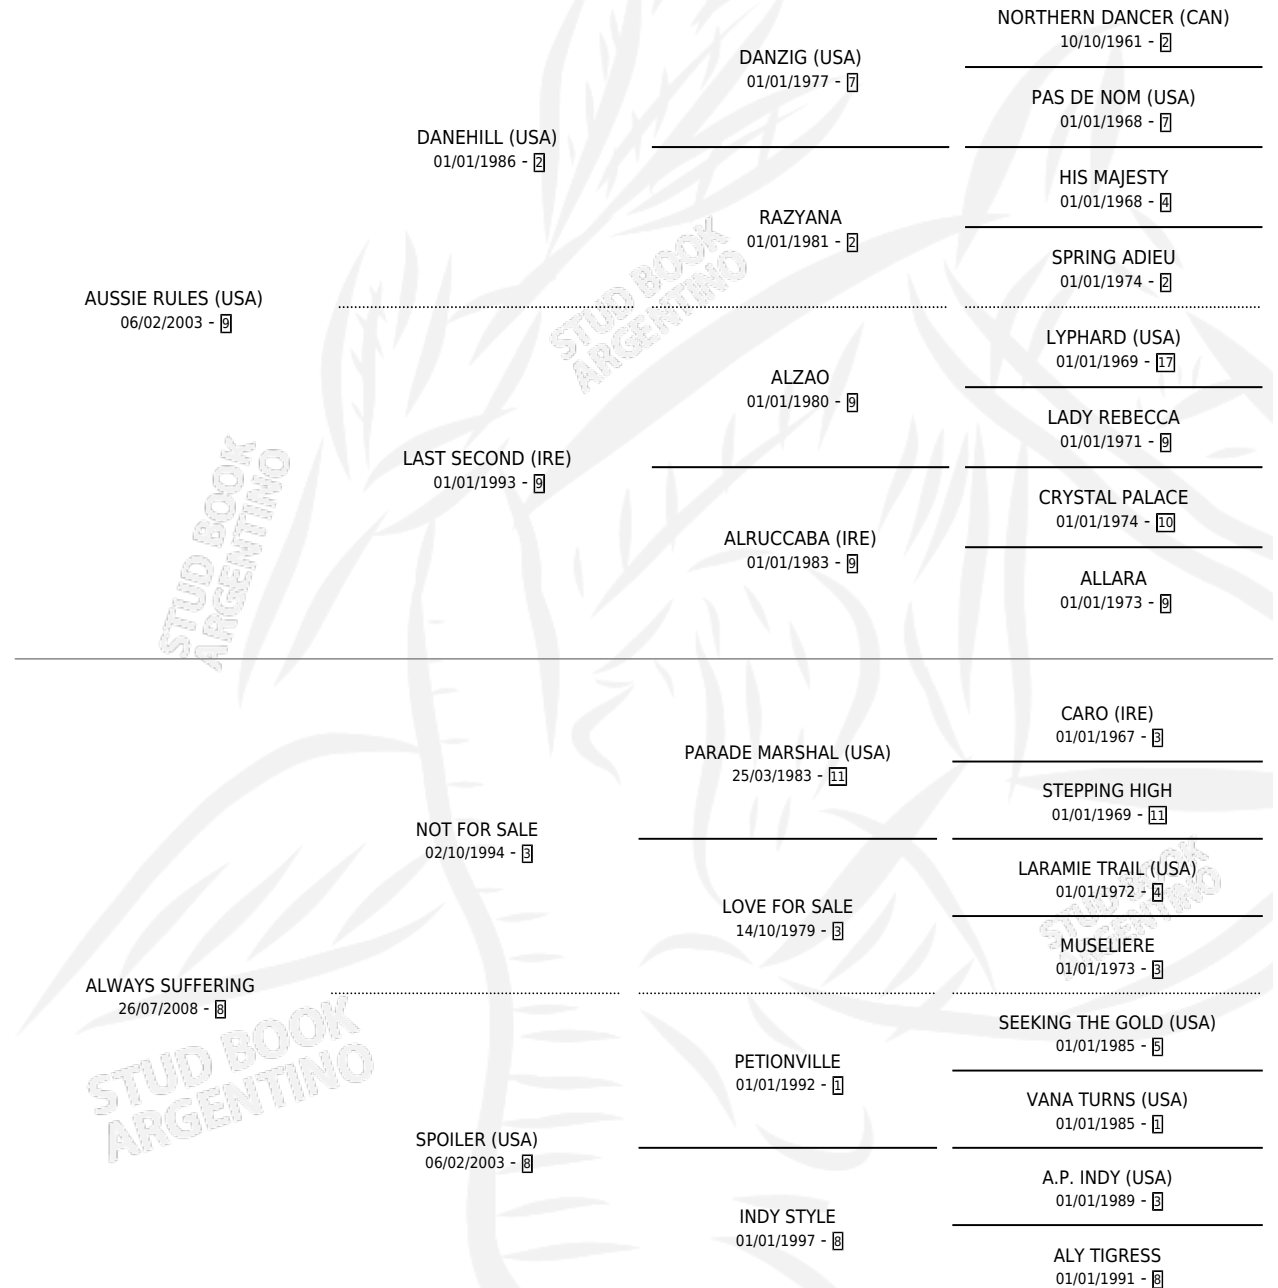 NORTHERN DANCER (CAN)
10/10/1961 - 2
DANZIG (USA)
01/01/1977 - 7
PAS DE NOM (USA)
01/01/1968 - 7
DANEHILL (USA)
01/01/1986 - 2
HIS MAJESTY
01/01/1968 - 4
RAZYANA
01/01/1981 - 2
SPRING ADIEU
01/01/1974 - 2
AUSSIE RULES (USA)
06/02/2003 - 9
LYPHARD (USA)
01/01/1969 - 17
ALZAO
01/01/1980 - 9
LADY REBECCA
01/01/1971 - 9
LAST SECOND (IRE)
01/01/1993 - 9
CRYSTAL PALACE
01/01/1974 - 10
ALRUCCABA (IRE)
01/01/1983 - 9
ALLARA
01/01/1973 - 9
CARO (IRE)
01/01/1967 - 3
PARADE MARSHAL (USA)
25/03/1983 - 11
STEPPING HIGH
01/01/1969 - 11
NOT FOR SALE
02/10/1994 - 3
LARAMIE TRAIL (USA)
01/01/1972 - 4
LOVE FOR SALE
14/10/1979 - 3
MUSELIERE
01/01/1973 - 3
ALWAYS SUFFERING
26/07/2008 - 8
SEEKING THE GOLD (USA)
01/01/1985 - 5
PETIONVILLE
01/01/1992 - 1
VANA TURNS (USA)
01/01/1985 - 1
SPOILER (USA)
06/02/2003 - 8
A.P. INDY (USA)
01/01/1989 - 3
INDY STYLE
01/01/1997 - 8
ALY TIGRESS
01/01/1991 - 8
STUD BOOK
ARGENTINO
STUD BOOK
ARGENTINO
STUD BOOK
ARGENTINO
STUD BOOK
ARGENTINO